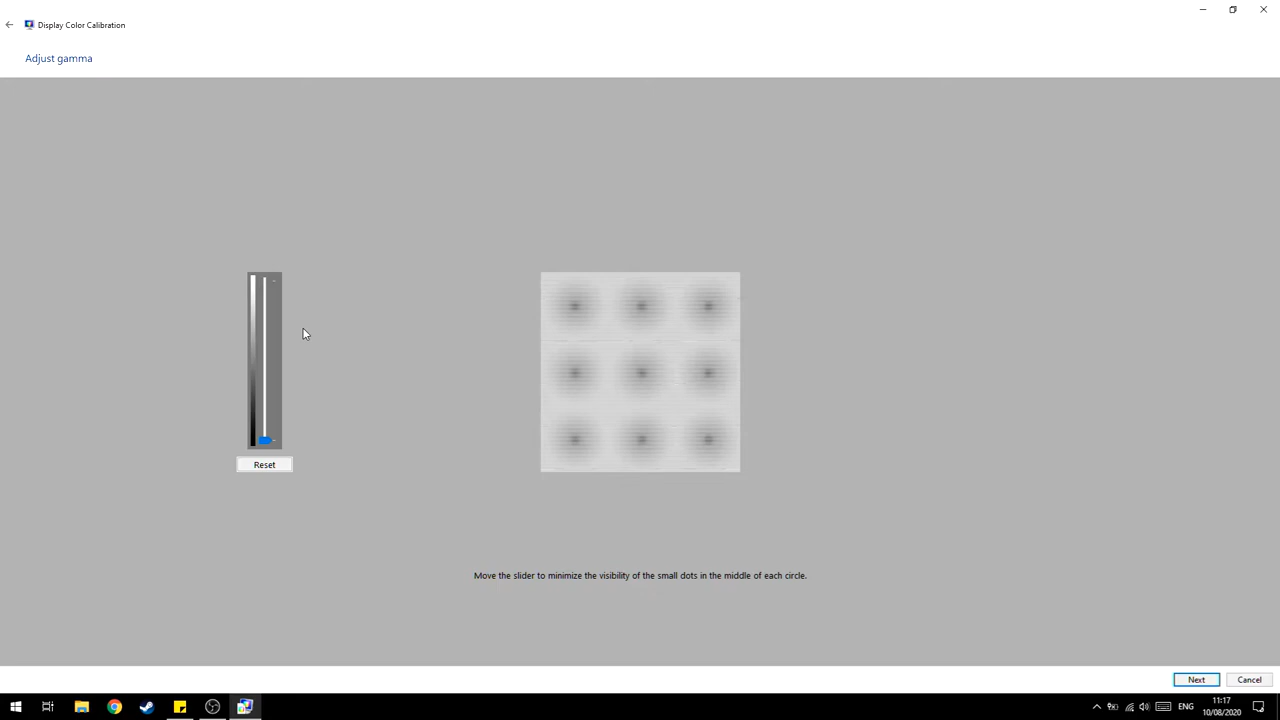 Display Color Calibration
Adjust gamma
Reset
Move the slider to minimize the visibility of the small dots in the middle of each circle.
Next
Cancel
ENG
11:17
10/08/2020